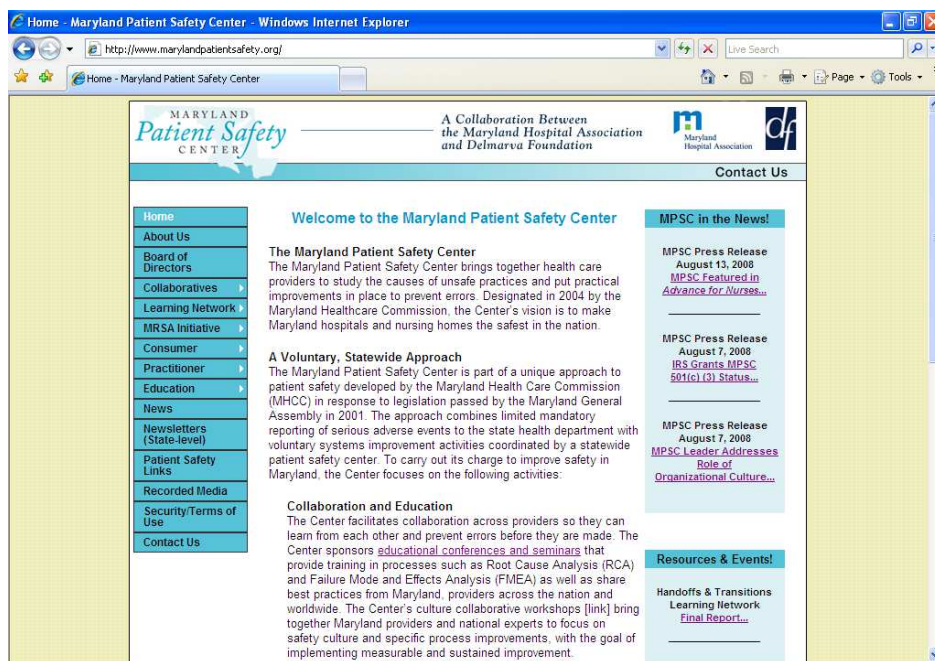 Home - Maryland Patient Safety Center - Windows Internet Explorer
http://www.marylandpatientsafety.org/
Live Search
Home - Maryland Patient Safety Center
Page
Tools
MARYLAND
Patient Safety
CENTER
A Collaboration Between
the Maryland Hospital Association
and Delmarva Foundation
m
Maryland
Hospital Association
df
Contact Us
Home
About Us
Board of
Directors
Collaboratives
Learning Network
MRSA Initiative
Consumer
Practitioner
Education
News
Newsletters
(State-level)
Patient Safety
Links
Recorded Media
Security/Terms of
Use
Contact Us
Welcome to the Maryland Patient Safety Center
The Maryland Patient Safety Center
The Maryland Patient Safety Center brings together health care
providers to study the causes of unsafe practices and put practical
improvements in place to prevent errors. Designated in 2004 by the
Maryland Healthcare Commission, the Center's vision is to make
Maryland hospitals and nursing homes the safest in the nation.
A Voluntary, Statewide Approach
The Maryland Patient Safety Center is part of a unique approach to
patient safety developed by the Maryland Health Care Commission
(MHCC) in response to legislation passed by the Maryland General
Assembly in 2001. The approach combines limited mandatory
reporting of serious adverse events to the state health department with
voluntary systems improvement activities coordinated by a statewide
patient safety center. To carry out its charge to improve safety in
Maryland, the Center focuses on the following activities:
Collaboration and Education
The Center facilitates collaboration across providers so they can
learn from each other and prevent errors before they are made. The
Center sponsors educational conferences and seminars that
provide training in processes such as Root Cause Analysis (RCA)
and Failure Mode and Effects Analysis (FMEA) as well as share
best practices from Maryland, providers across the nation and
worldwide. The Center's culture collaborative workshops [link] bring
together Maryland providers and national experts to focus on
safety culture and specific process improvements, with the goal of
implementing measurable and sustained improvement.
MPSC in the News!
MPSC Press Release
August 13, 2008
MPSC Featured in
Advance for Nurses...
MPSC Press Release
August 7, 2008
IRS Grants MPSC
501(c) (3) Status...
MPSC Press Release
August 7, 2008
MPSC Leader Addresses
Role of
Organizational Culture...
Resources & Events!
Handoffs & Transitions
Learning Network
Final Report...